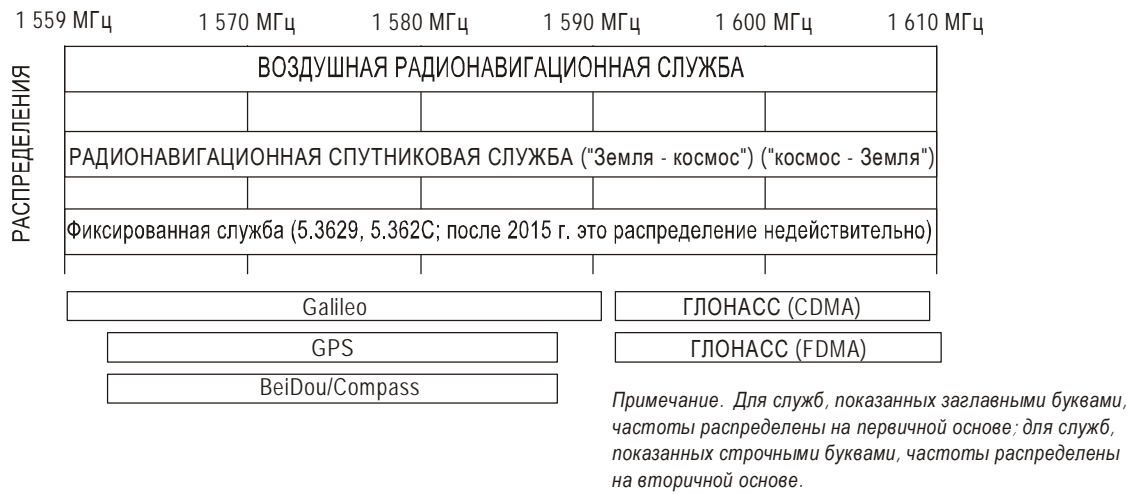 1 559 МГц 1 570 МГц 1 580 МГц 1 590 МГц 1 600 МГц 1 610 МГц
РАСПРЕДЕЛЕНИЯ
ВОЗДУШНАЯ РАДИОНАВИГАЦИОННАЯ СЛУЖБА
РАДИОНАВИГАЦИОННАЯ СПУТНИКОВАЯ СЛУЖБА ("Земля - космос") ("космос - Земля")
Фиксированная служба (5.3629, 5.362C; после 2015 г. это распределение недействительно)
Galileo ГЛОНАСС (CDMA)
GPS ГЛОНАСС (FDMA)
BeiDou/Compass
Примечание. Для служб, показанных заглавными буквами,
частоты распределены на первичной основе; для служб,
показанных строчными буквами, частоты распределены
на вторичной основе.